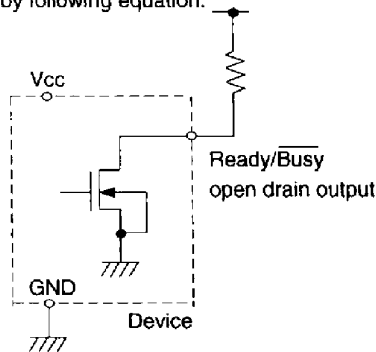 by following equation.
Vcc
Ready/Busy
open drain output
GND
Device